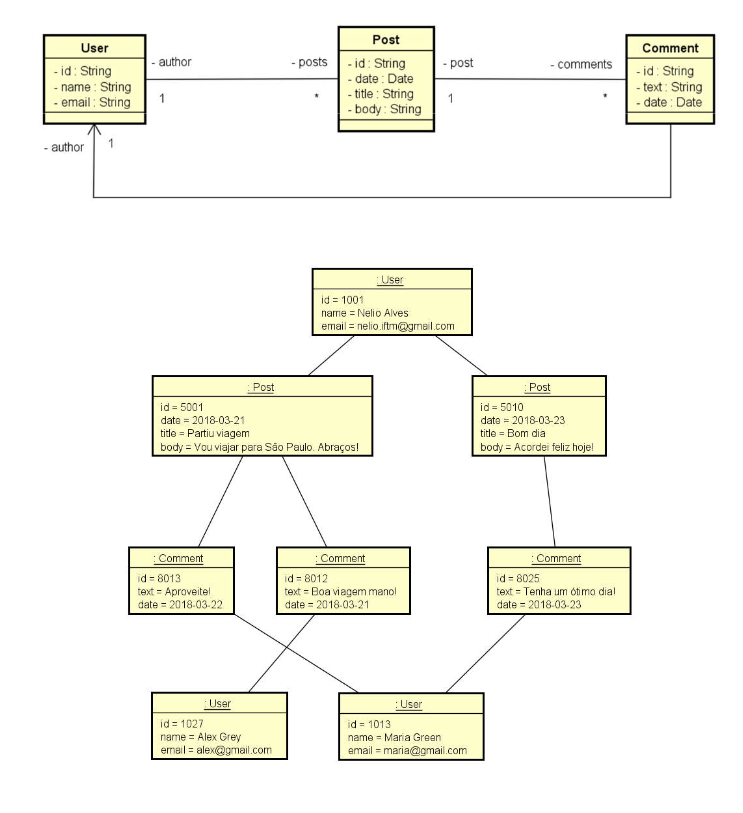 User
- id : String
- name : String
- email : String
- author
1
- posts
*
Post
- id : String
- date : Date
- title : String
- body : String
- post
1
- comments
*
Comment
- id : String
- text : String
- date : Date
- author
1
: User
id = 1001
name = Nelio Alves
email = nelio.iftm@gmail.com
: Post
id = 5001
date = 2018-03-21
title = Partiu viagem
body = Vou viajar para São Paulo. Abraços!
: Post
id = 5010
date = 2018-03-23
title = Bom dia
body = Acordei feliz hoje!
: Comment
id = 8013
text = Aproveite!
date = 2018-03-22
: Comment
id = 8012
text = Boa viagem mano!
date = 2018-03-21
: Comment
id = 8025
text = Tenha um ótimo dia!
date = 2018-03-23
: User
id = 1027
name = Alex Grey
email = alex@gmail.com
: User
id = 1013
name = Maria Green
email = maria@gmail.com